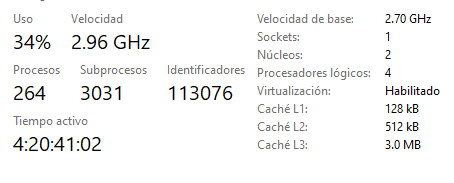 Uso Velocidad
34% 2.96 GHz
Procesos Subprocesos Identificadores
264 3031 113076
Tiempo activo
4:20:41:02
Velocidad de base: 2.70 GHz
Sockets: 1
Núcleos: 2
Procesadores lógicos: 4
Virtualización: Habilitado
Caché L1: 128 kB
Caché L2: 512 kB
Caché L3: 3.0 MB